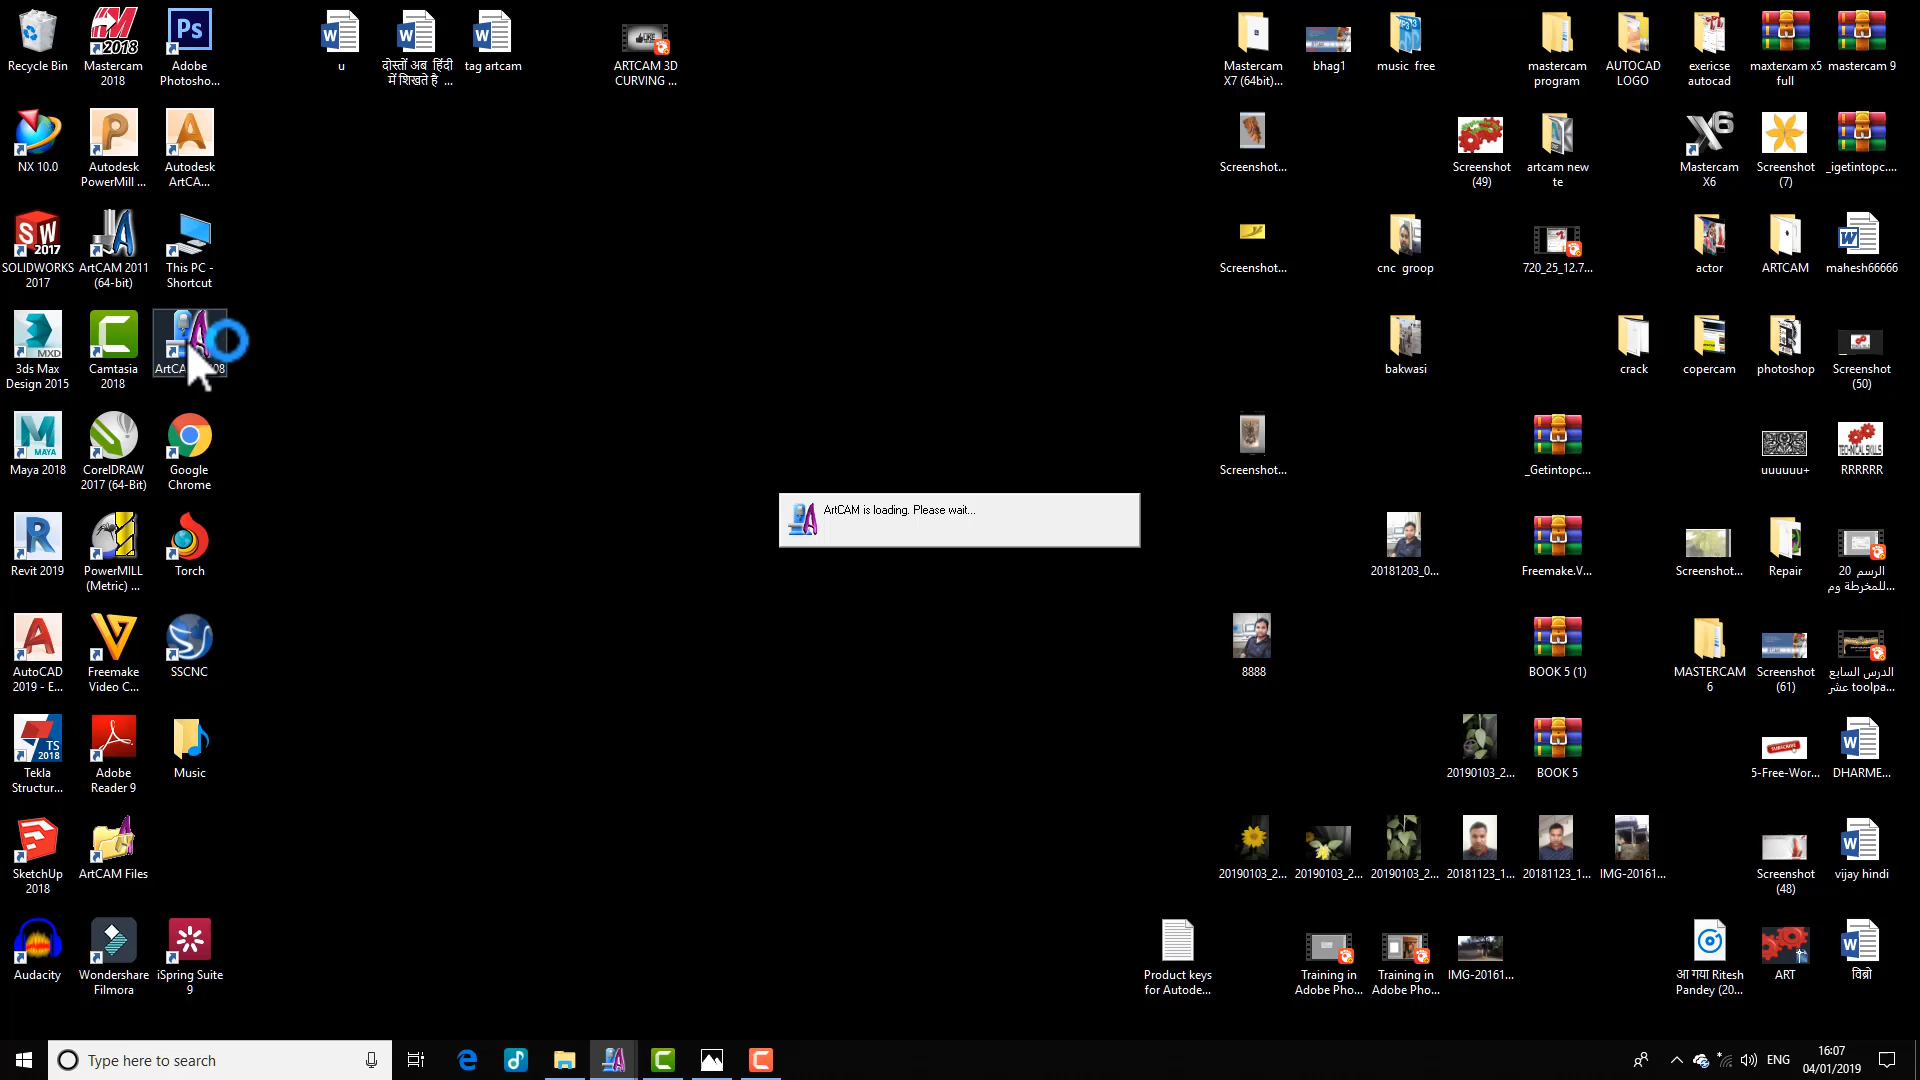 Recycle Bin
Mastercam
2018
Adobe
Photosho...
u
दोस्तों अब हिंदी
में शिखते है ...
tag artcam
ARTCAM 3D
CURVING ...
Mastercam
X7 (64bit)...
bhag1
music free
mastercam
program
AUTOCAD
LOGO
exericse
autocad
maxterxam x5
full
mastercam 9
NX 10.0
Autodesk
PowerMill ...
Autodesk
ArtCA...
Screenshot...
Screenshot
(49)
artcam new
te
Mastercam
X6
Screenshot
(7)
_igetintopc....
SOLIDWORKS
2017
ArtCAM 2011
(64-bit)
This PC -
Shortcut
Screenshot...
cnc groop
720_25_12.7...
actor
ARTCAM
mahesh66666
3ds Max
Design 2015
Camtasia
2018
bakwasi
crack
copercam
photoshop
Screenshot
(50)
Maya 2018
CorelDRAW
2017 (64-Bit)
Google
Chrome
Screenshot...
_Getintopc...
uuuuuu+
RRRRRR
ArtCAM is loading. Please wait...
Revit 2019
PowerMILL
(Metric) ...
Torch
20181203_0...
Freemake.V...
Screenshot...
Repair
الرسم 20
للمخرطة وم...
AutoCAD
2019 - E...
Freemake
Video C...
SSCNC
8888
BOOK 5 (1)
MASTERCAM
6
Screenshot
(61)
الدرس السابع
عشر toolpa...
Tekla
Structur...
Adobe
Reader 9
Music
20190103_2...
BOOK 5
5-Free-Wor...
DHARME...
SketchUp
2018
ArtCAM Files
20190103_2...
20190103_2...
20190103_2...
20181123_1...
20181123_1...
IMG-20161...
Screenshot
(48)
vijay hindi
Audacity
Wondershare
Filmora
iSpring Suite
9
Product keys
for Autode...
Training in
Adobe Pho...
Training in
Adobe Pho...
IMG-20161...
आ गया Ritesh
Pandey (20...
ART
विब्रो
Type here to search
ENG
16:07
04/01/2019